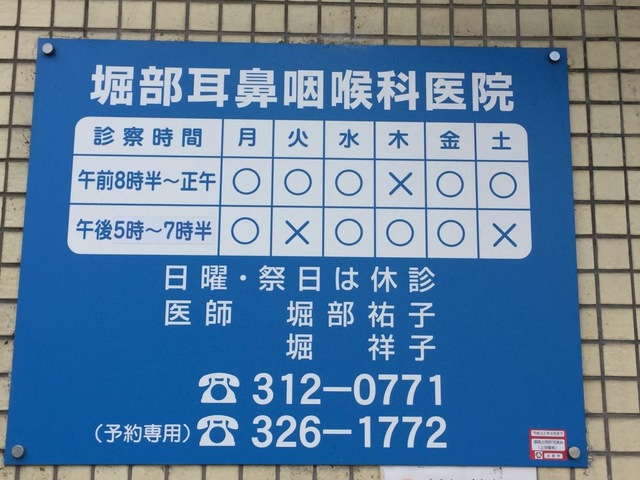 堀部耳鼻咽喉科医院
診察時間 月 火 水 木 金 土
午前8時半～正午 ○ ○ ○ × ○ ○
午後5時～7時半 ○ × ○ ○ ○ ×
日曜・祭日は休診
医師 堀部祐子
堀 祥子
☎ 312-0771
(予約専用) ☎ 326-1772